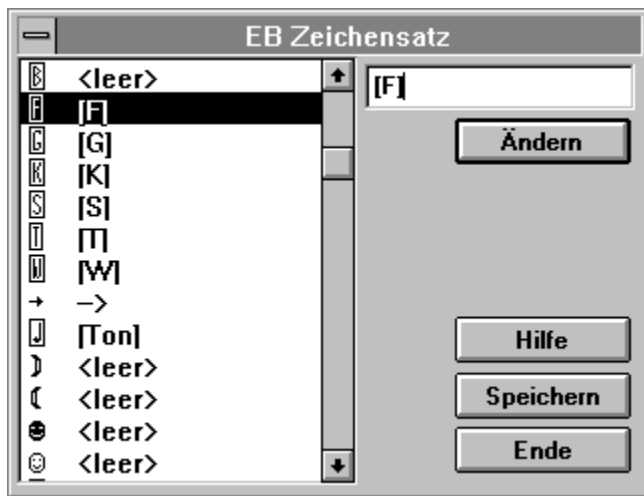 EB Zeichensatz
B <leer>
F [F]
G [G]
K [K]
S [S]
T [T]
W [W]
→ -->
♪ [Ton]
<leer>
<leer>
☻ <leer>
☺ <leer>
[F]
Ändern
Hilfe
Speichern
Ende